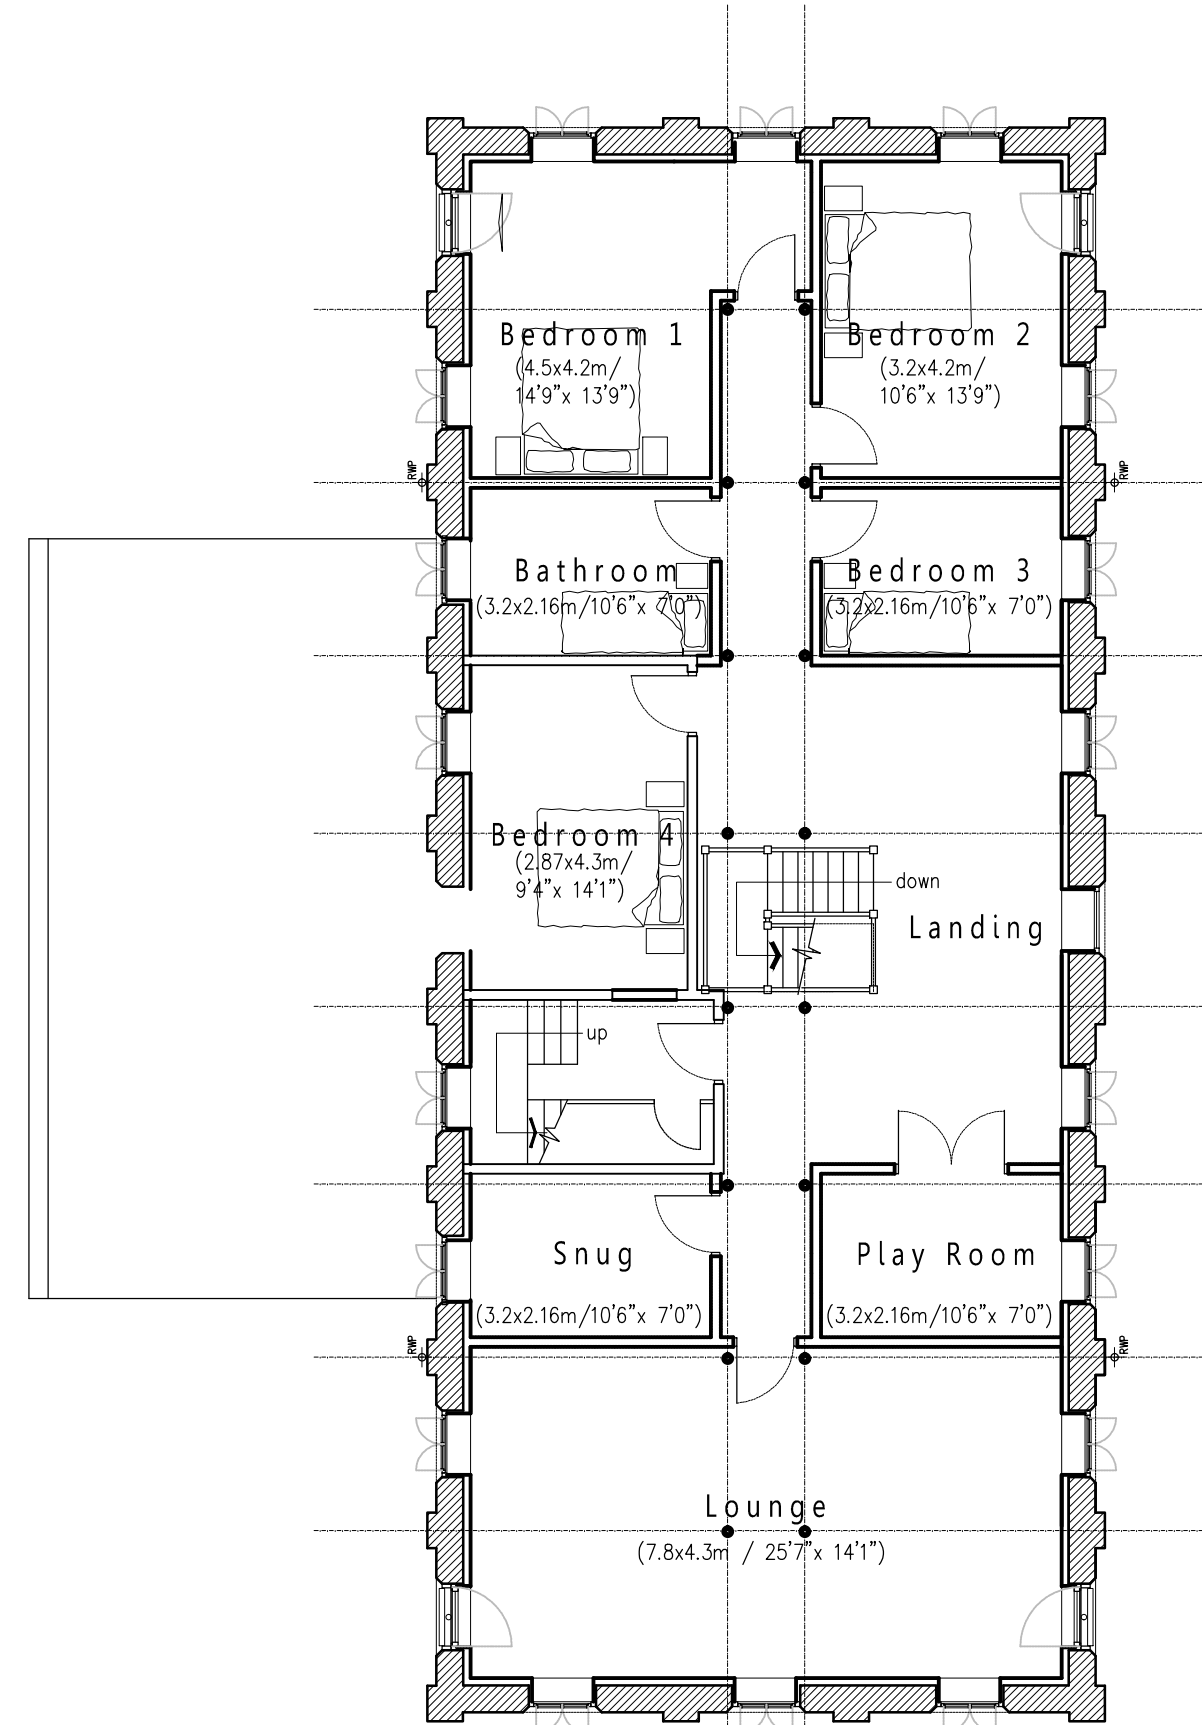 Bedroom 1
(4.5x4.2m/
14'9"x 13'9")
Bedroom 2
(3.2x4.2m/
10'6"x 13'9")
RWP
RWP
Bathroom
(3.2x2.16m/10'6"x 7'0")
Bedroom 3
(3.2x2.16m/10'6"x 7'0")
Bedroom 4
(2.87x4.3m/
9'4"x 14'1")
down
Landing
up
Snug
(3.2x2.16m/10'6"x 7'0")
Play Room
(3.2x2.16m/10'6"x 7'0")
RWP
RWP
Lounge
(7.8x4.3m / 25'7"x 14'1")